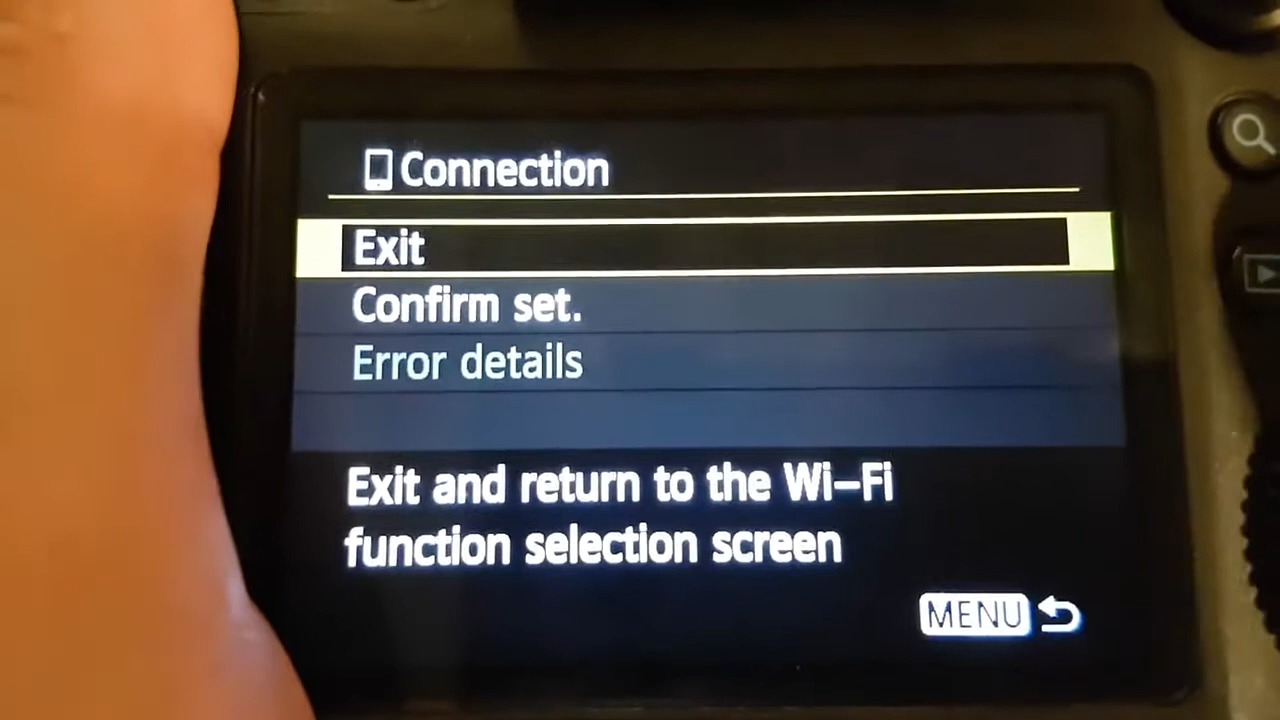 Connection
Exit
Confirm set.
Error details
Exit and return to the Wi-Fi
function selection screen
MENU